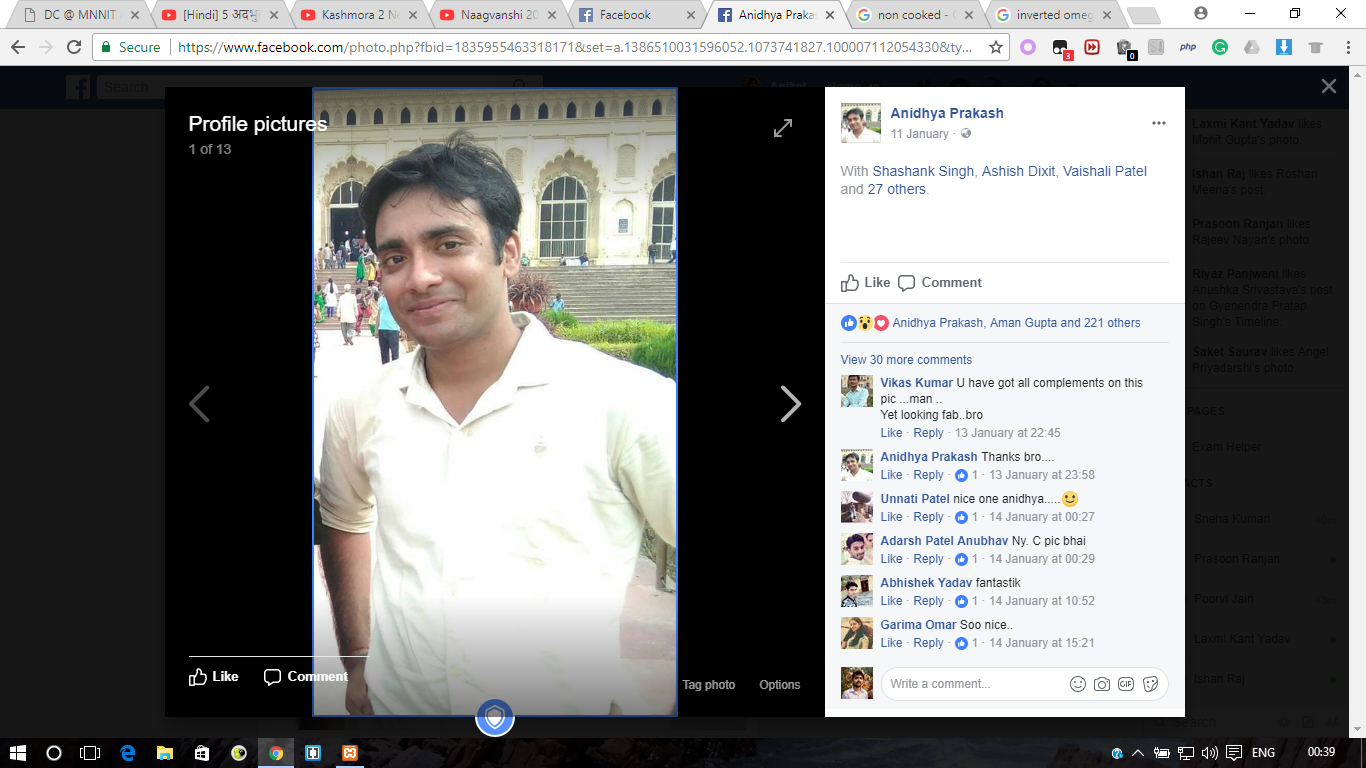 DC @ MNNIT
[Hindi] 5 अदभु
Kashmora 2 N
Naagvanshi 20
Facebook
Anidhya Praka
non cooked -
inverted omeg
Secure
https://www.facebook.com/photo.php?fbid=1835955463318171&set=a.1386510031596052.1073741827.100007112054330&ty...
3
0
php
Search
Profile pictures
1 of 13
Like
Comment
Tag photo
Options
Anidhya Prakash
11 January ·
With Shashank Singh, Ashish Dixit, Vaishali Patel
and 27 others.
Like
Comment
Anidhya Prakash, Aman Gupta and 221 others
View 30 more comments
Vikas Kumar U have got all complements on this
pic ...man ..
Yet looking fab..bro
Like · Reply · 13 January at 22:45
Anidhya Prakash Thanks bro....
Like · Reply · 1 · 13 January at 23:58
Unnati Patel nice one anidhya.....🙂
Like · Reply · 1 · 14 January at 00:27
Adarsh Patel Anubhav Ny. C pic bhai
Like · Reply · 1 · 14 January at 00:29
Abhishek Yadav fantastik
Like · Reply · 1 · 14 January at 10:52
Garima Omar Soo nice..
Like · Reply · 1 · 14 January at 15:21
Write a comment...
GIF
Laxmi Kant Yadav likes
Mohit Gupta's photo.
Ishan Raj likes Roshan
Meena's post.
Prasoon Ranjan likes
Rajeev Nayan's photo.
Riyaz Panjwani likes
Anushka Srivastava's post
on Gyanendra Pratap
Singh's Timeline
Saket Saurav likes Angel
Priyadarshi's photo.
PAGES
Exam Helper
ACTS
Sneha Kumari
Prasoon Ranjan
Poorvi Jain
Laxmi Kant Yadav
Ishan Raj
Search
ENG
00:39